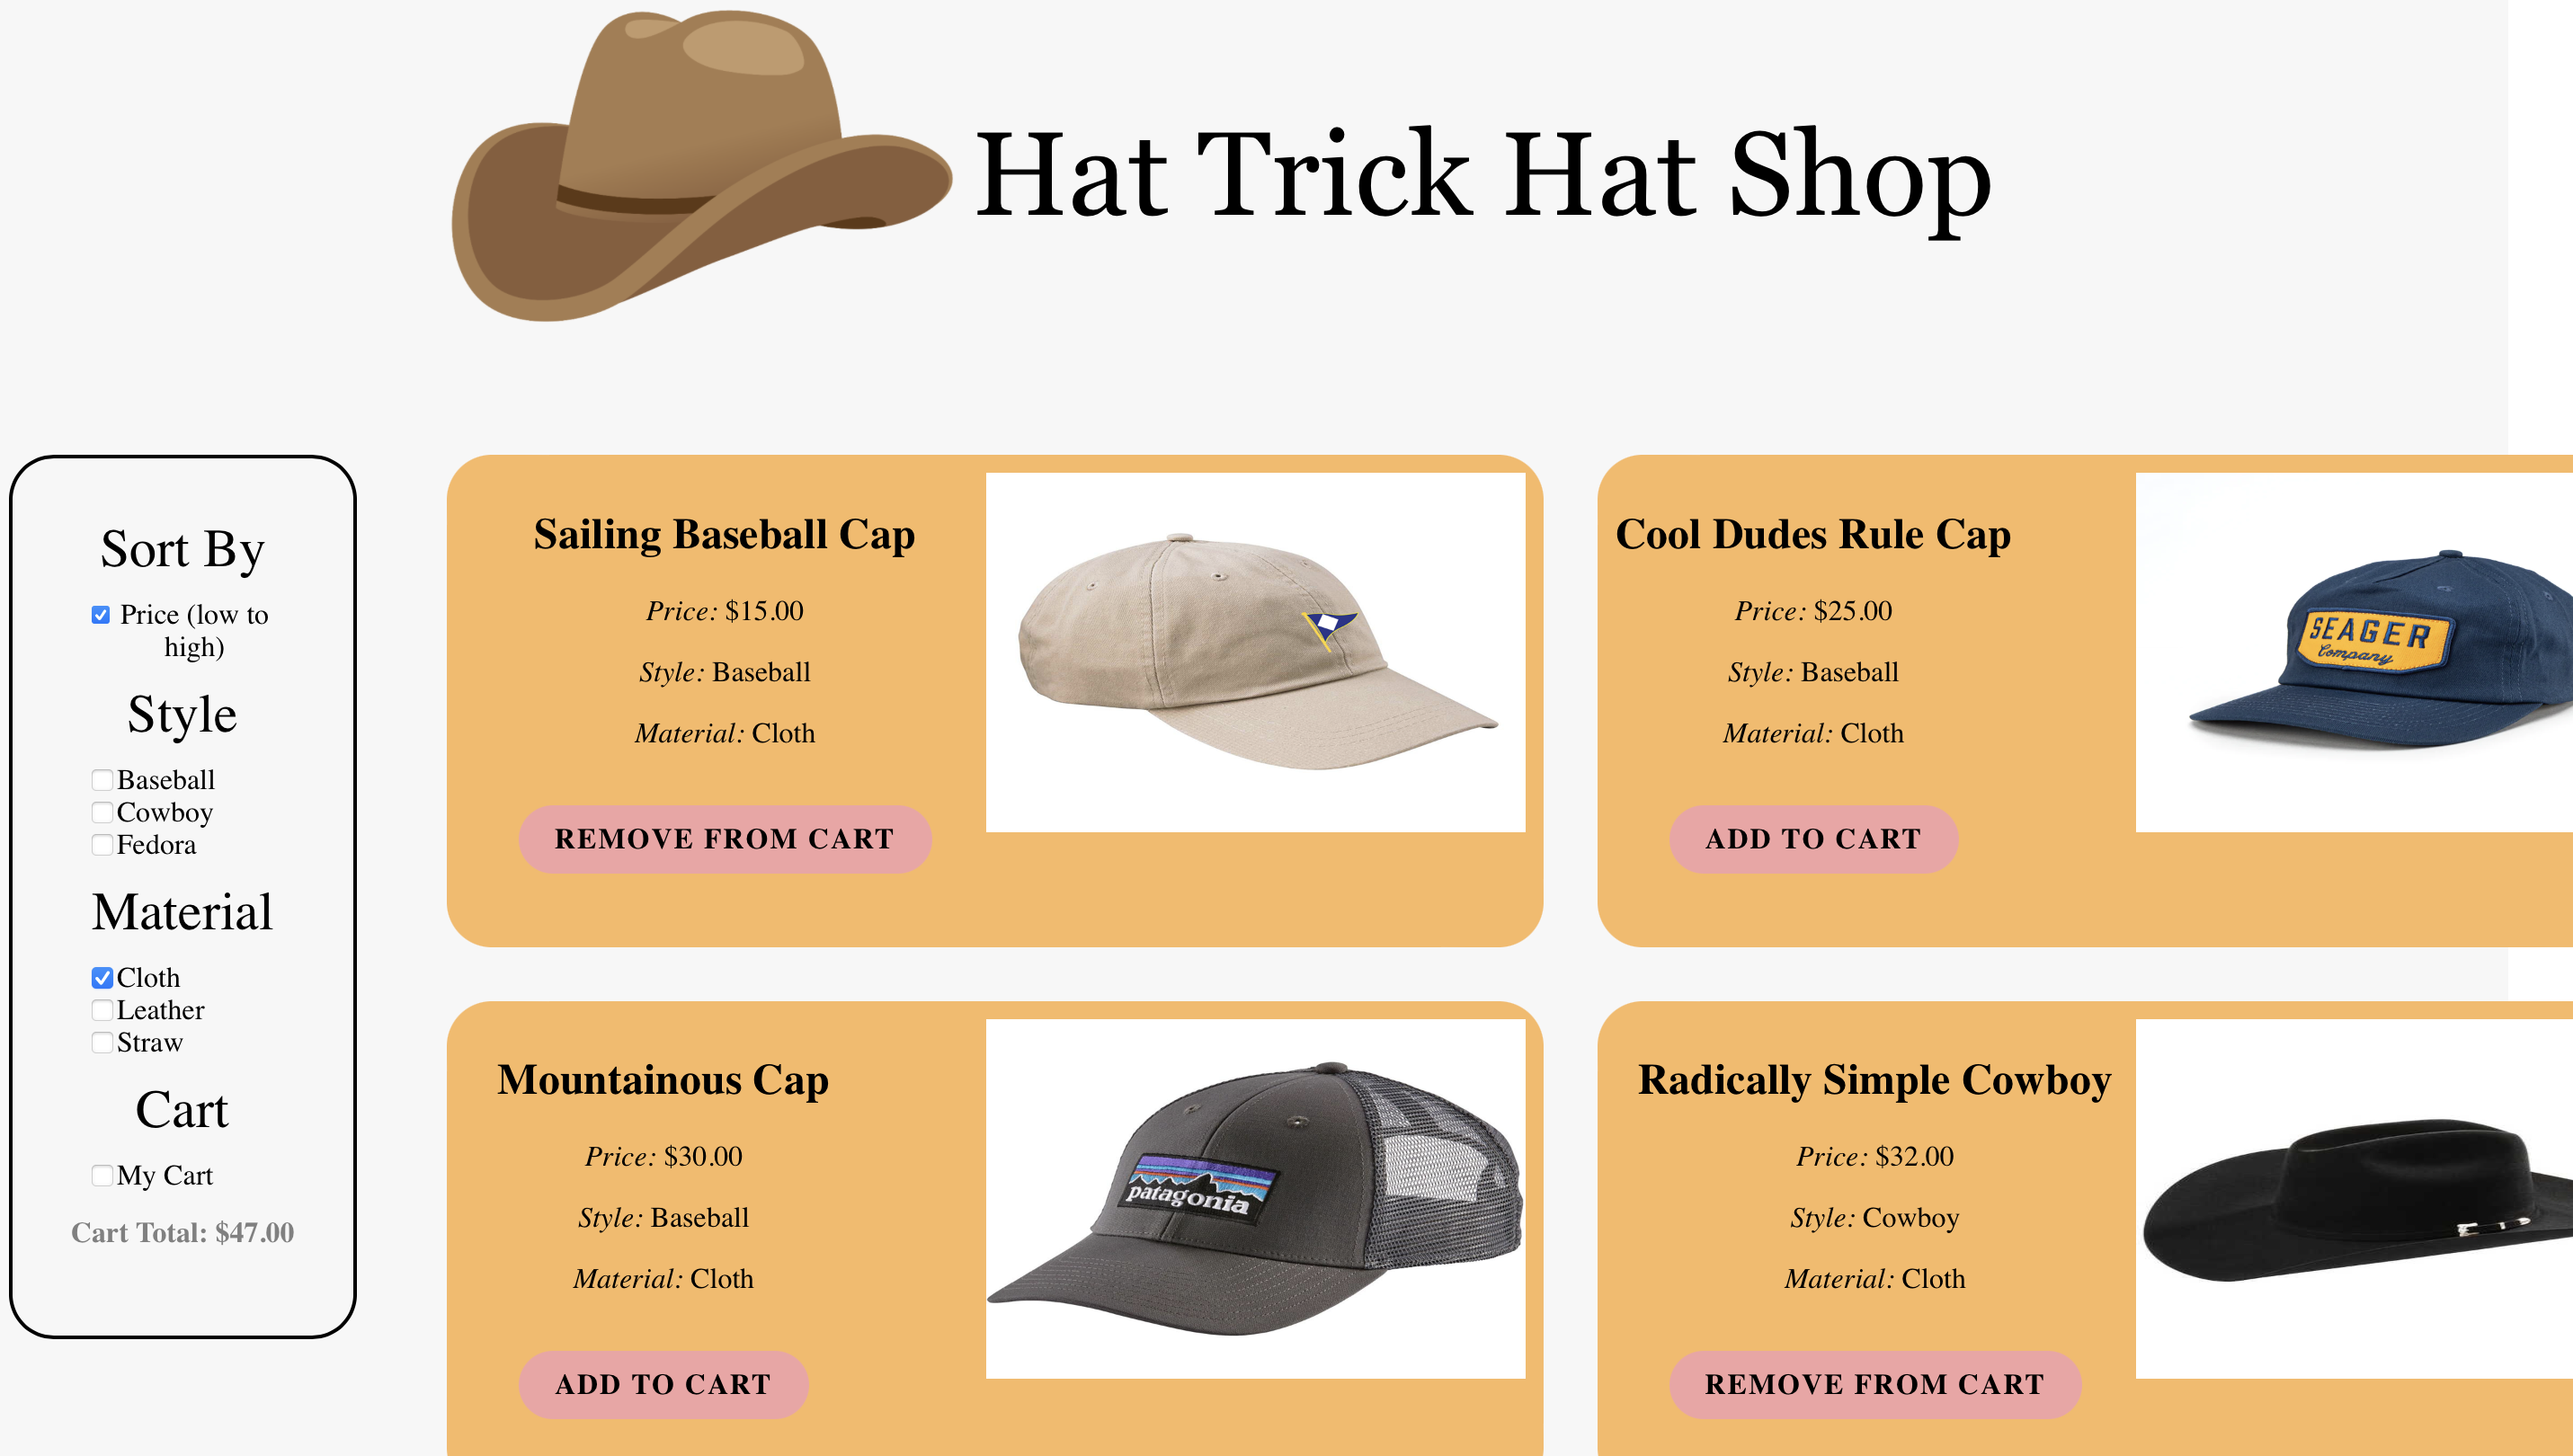 Hat Trick Hat Shop
Sort By
Price (low to
high)
Style
Baseball
Cowboy
Fedora
Material
Cloth
Leather
Straw
Cart
My Cart
Cart Total: $47.00
Sailing Baseball Cap
Price: $15.00
Style: Baseball
Material: Cloth
REMOVE FROM CART
Cool Dudes Rule Cap
Price: $25.00
Style: Baseball
Material: Cloth
ADD TO CART
SEAGER
Company
Mountainous Cap
Price: $30.00
Style: Baseball
Material: Cloth
ADD TO CART
patagonia
Radically Simple Cowboy
Price: $32.00
Style: Cowboy
Material: Cloth
REMOVE FROM CART